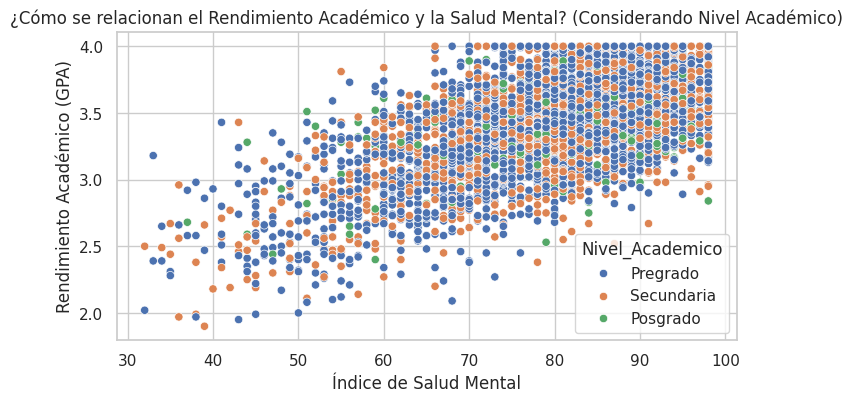 ¿Cómo se relacionan el Rendimiento Académico y la Salud Mental? (Considerando Nivel Académico)
Rendimiento Académico (GPA)
4.0
3.5
3.0
2.5
2.0
Nivel_Academico
Pregrado
Secundaria
Posgrado
30 40 50 60 70 80 90 100
Índice de Salud Mental